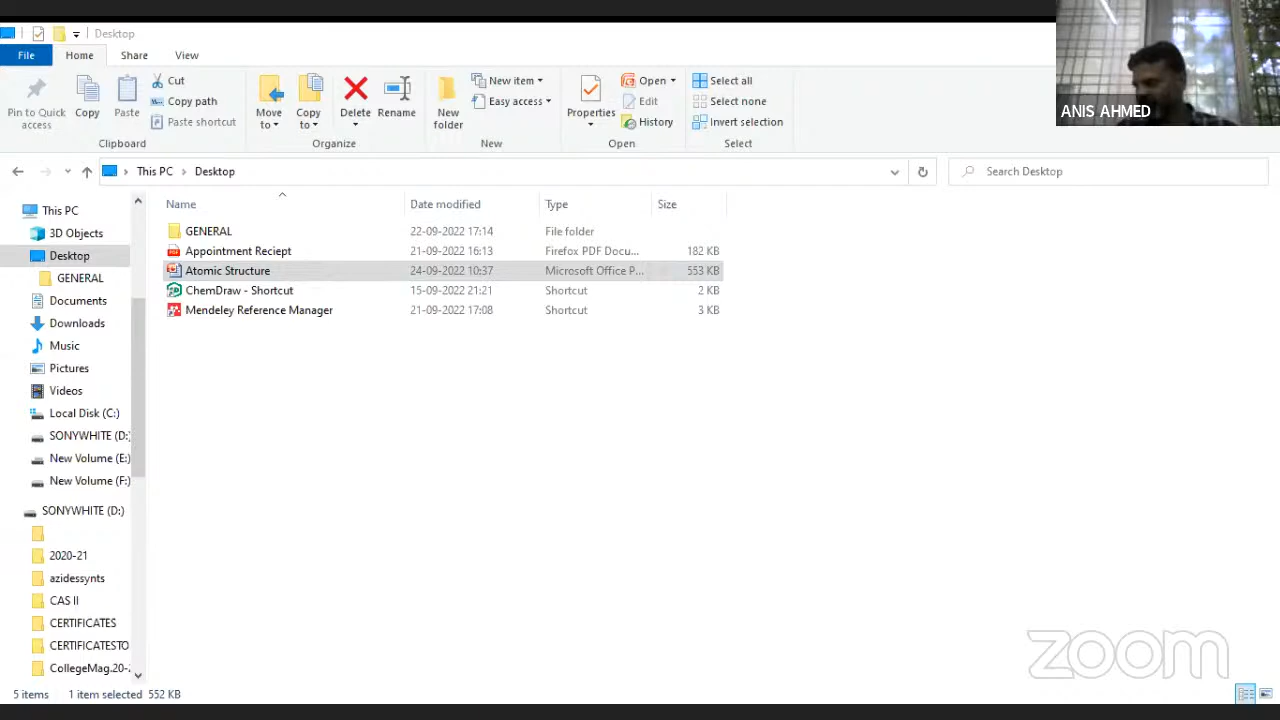 Desktop
File Home Share View
Pin to Quick access
Copy
Paste
Cut
Copy path
Paste shortcut
Clipboard
Move to
Copy to
Delete
Rename
Organize
New folder
New item
Easy access
New
Properties
Open
Edit
History
Open
Select all
Select none
Invert selection
Select
ANIS AHMED
This PC Desktop
Search Desktop
This PC
3D Objects
Desktop
GENERAL
Documents
Downloads
Music
Pictures
Videos
Local Disk (C:)
SONYWHITE (D:)
New Volume (E:)
New Volume (F:)
SONYWHITE (D:)
2020-21
azidessynts
CAS II
CERTIFICATES
CERTIFICATESTO
CollegeMag.20-2
Name Date modified Type Size
GENERAL 22-09-2022 17:14 File folder
Appointment Reciept 21-09-2022 16:13 Firefox PDF Docu... 182 KB
Atomic Structure 24-09-2022 10:37 Microsoft Office P... 553 KB
ChemDraw - Shortcut 15-09-2022 21:21 Shortcut 2 KB
Mendeley Reference Manager 21-09-2022 17:08 Shortcut 3 KB
zoom
5 items 1 item selected 552 KB